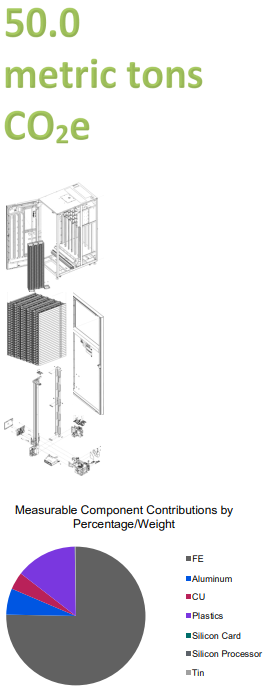 50.0
metric tons
CO₂e
Measurable Component Contributions by
Percentage/Weight
FE
Aluminum
CU
Plastics
Silicon Card
Silicon Processor
Tin